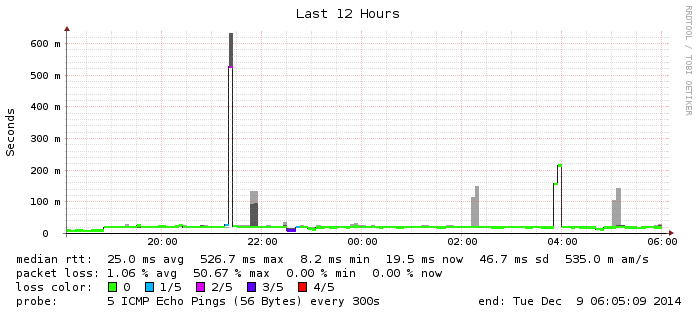 Last 12 Hours
RRDTOOL / TOBI OETIKER
Seconds
600 m
500 m
400 m
300 m
200 m
100 m
0
20:00 22:00 00:00 02:00 04:00 06:00
median rtt: 25.0 ms avg 526.7 ms max 8.2 ms min 19.5 ms now 46.7 ms sd 535.0 m am/s
packet loss: 1.06 % avg 50.67 % max 0.00 % min 0.00 % now
loss color: 0 1/5 2/5 3/5 4/5
probe: 5 ICMP Echo Pings (56 Bytes) every 300s end: Tue Dec 9 06:05:09 2014